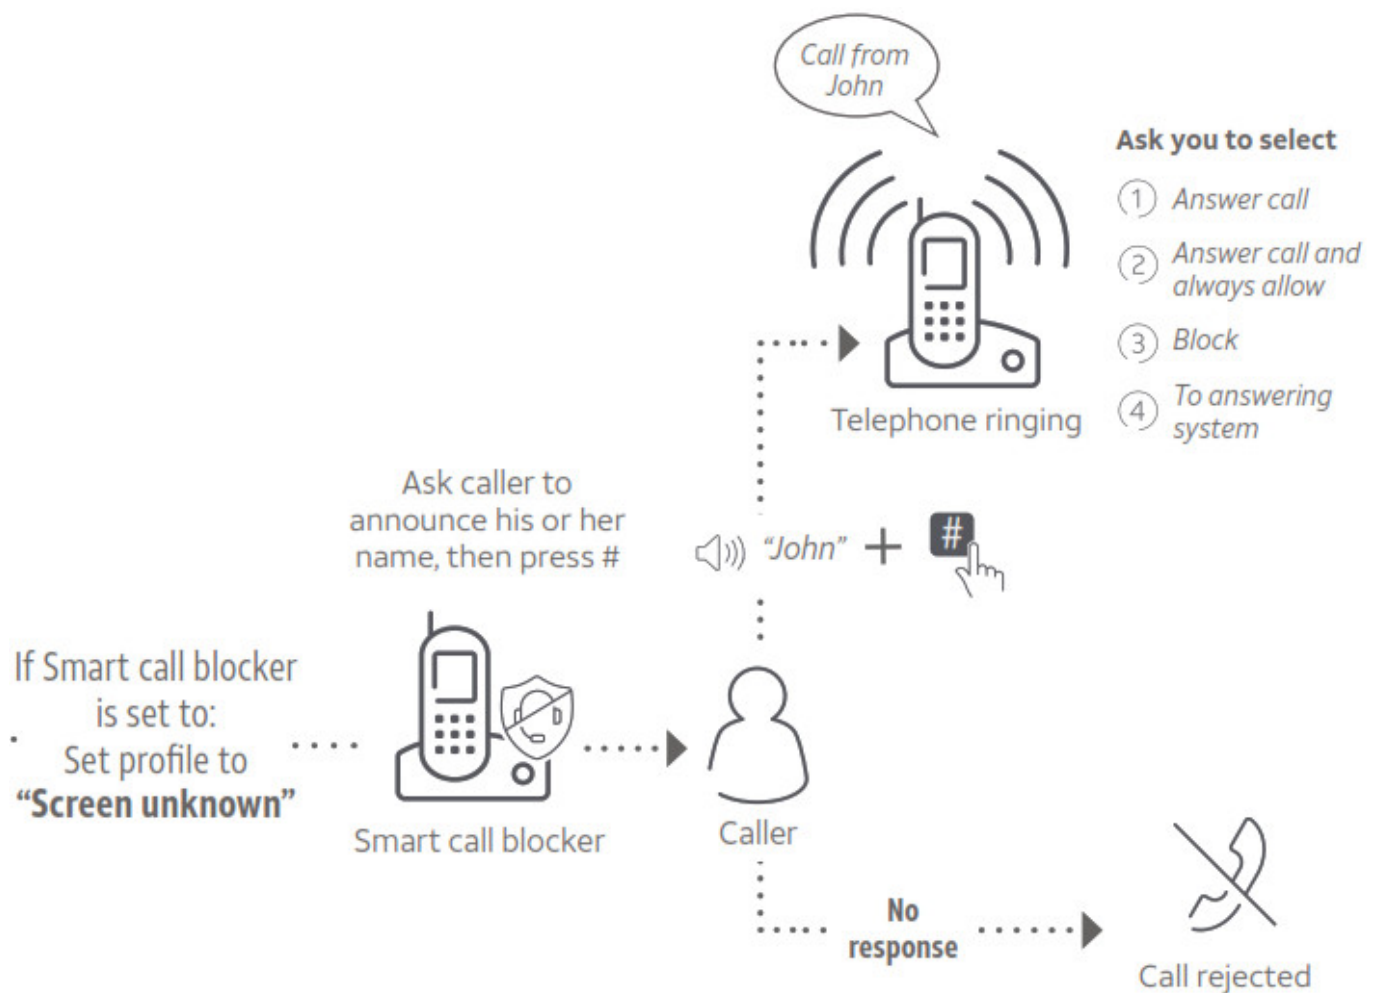 Call from
John
Ask you to select
1 Answer call
2 Answer call and
always allow
3 Block
4 To answering
system
Telephone ringing
Ask caller to
announce his or her
name, then press #
“John” + #
If Smart call blocker
is set to:
Set profile to
“Screen unknown”
Smart call blocker
Caller
No
response
Call rejected